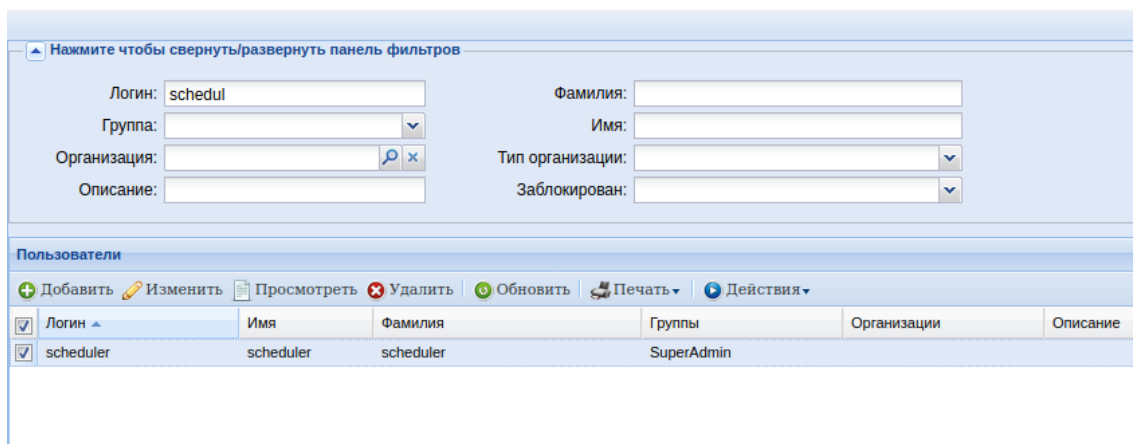 Нажмите чтобы свернуть/развернуть панель фильтров
Логин: schedul Фамилия:
Группа: Имя:
Организация: Тип организации:
Описание: Заблокирован:
Пользователи
Добавить Изменить Просмотреть Удалить Обновить Печать Действия
Логин Имя Фамилия Группы Организации Описание
scheduler scheduler scheduler SuperAdmin